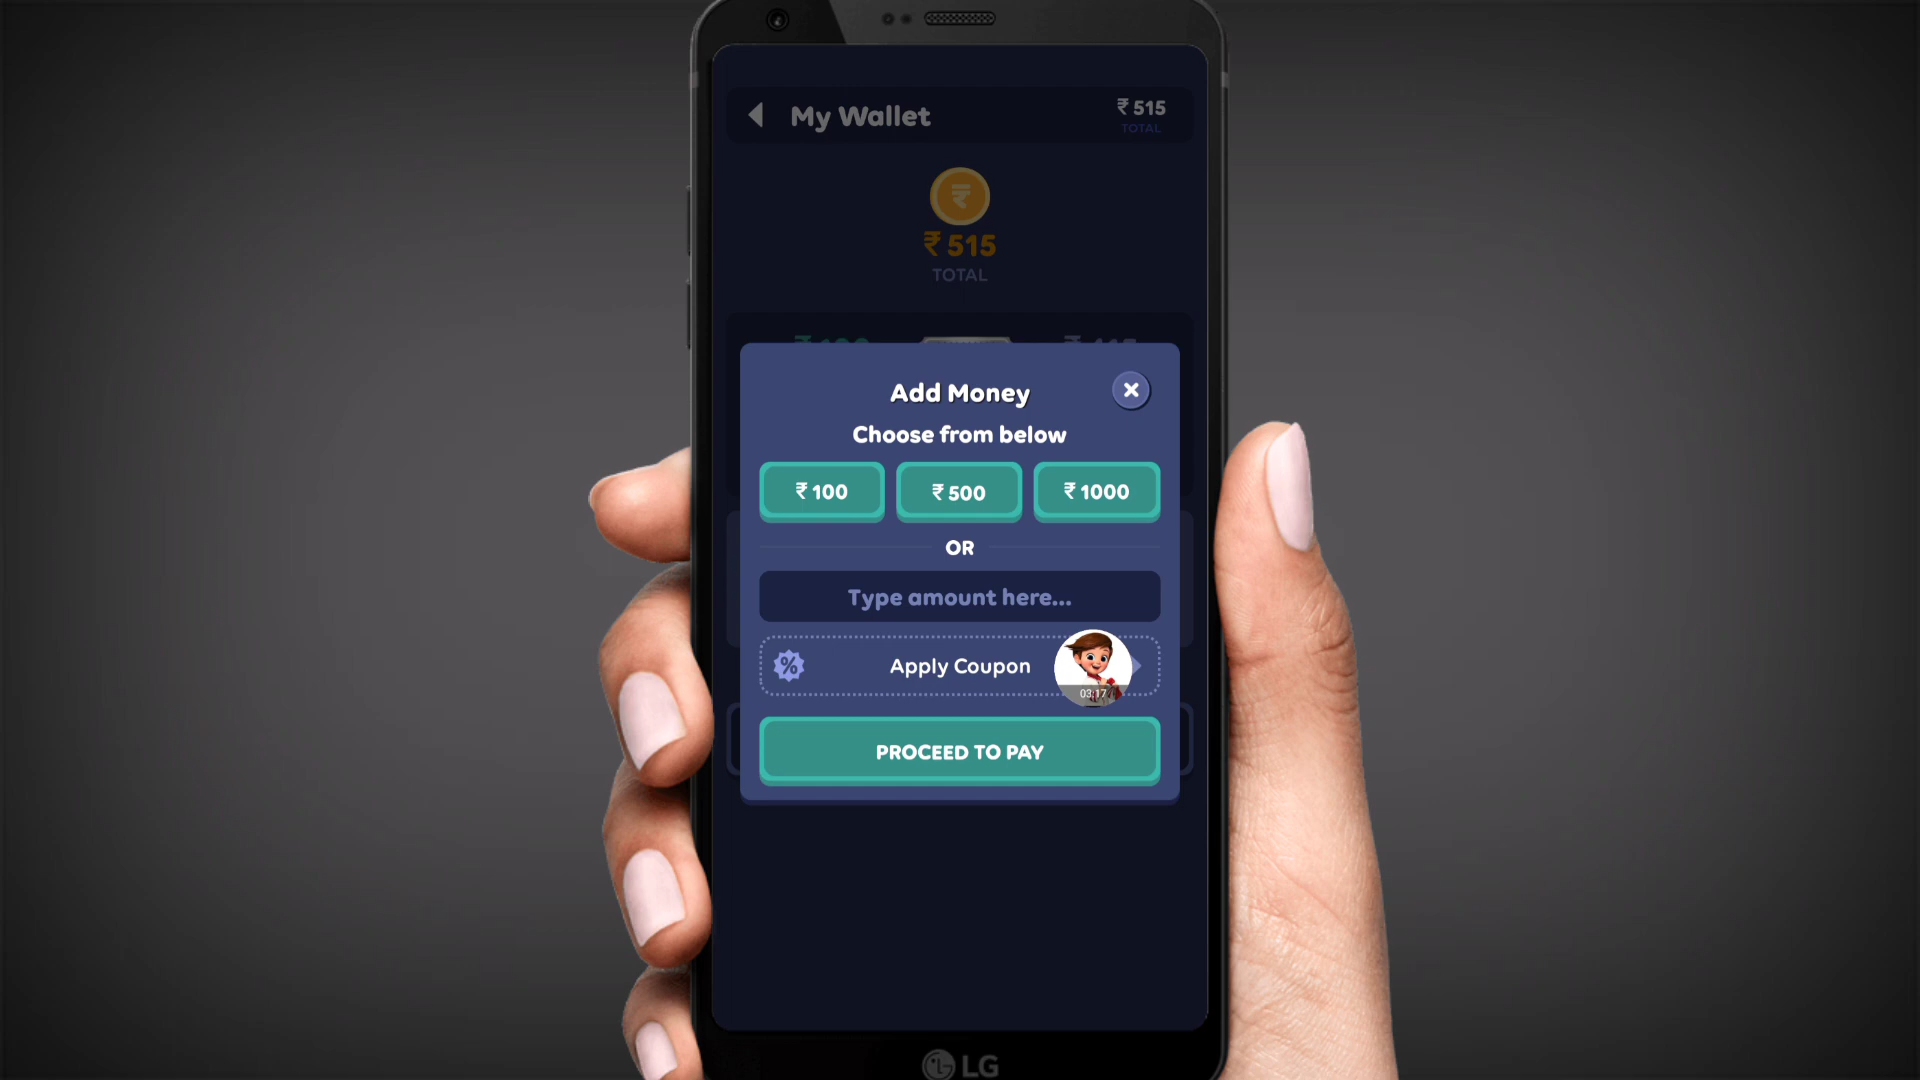 My Wallet
₹ 515
TOTAL
₹
₹ 515
TOTAL
Add Money
Choose from below
₹ 100
₹ 500
₹ 1000
OR
Type amount here...
% Apply Coupon
03:17
PROCEED TO PAY
LG